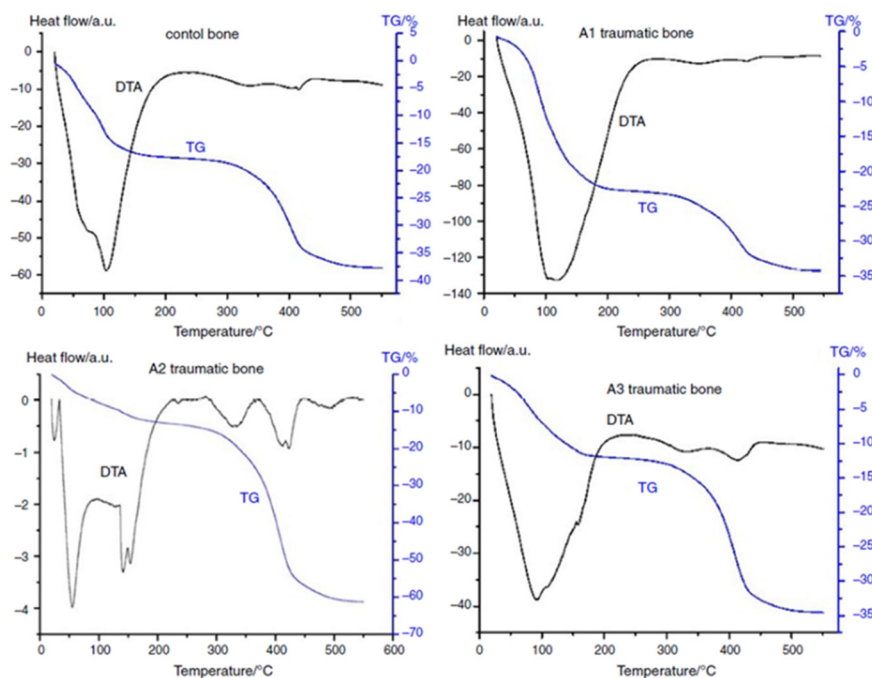 Heat flow/a.u.
contol bone
TG/%
DTA
TG
0
−10
−20
−30
−40
−50
−60
5
0
−5
−10
−15
−20
−25
−30
−35
−40
0 100 200 300 400 500
Temperature/°C
Heat flow/a.u.
A1 traumatic bone
TG/%
DTA
TG
0
−20
−40
−60
−80
−100
−120
−140
0
−5
−10
−15
−20
−25
−30
−35
0 100 200 300 400 500
Temperature/°C
Heat flow/a.u.
A2 traumatic bone
TG/%
DTA
TG
0
−1
−2
−3
−4
0
−10
−20
−30
−40
−50
−60
−70
0 100 200 300 400 500 600
Temperature/°C
Heat flow/a.u.
A3 traumatic bone
TG/%
DTA
TG
0
−10
−20
−30
−40
0
−5
−10
−15
−20
−25
−30
−35
0 100 200 300 400 500
Temperature/°C